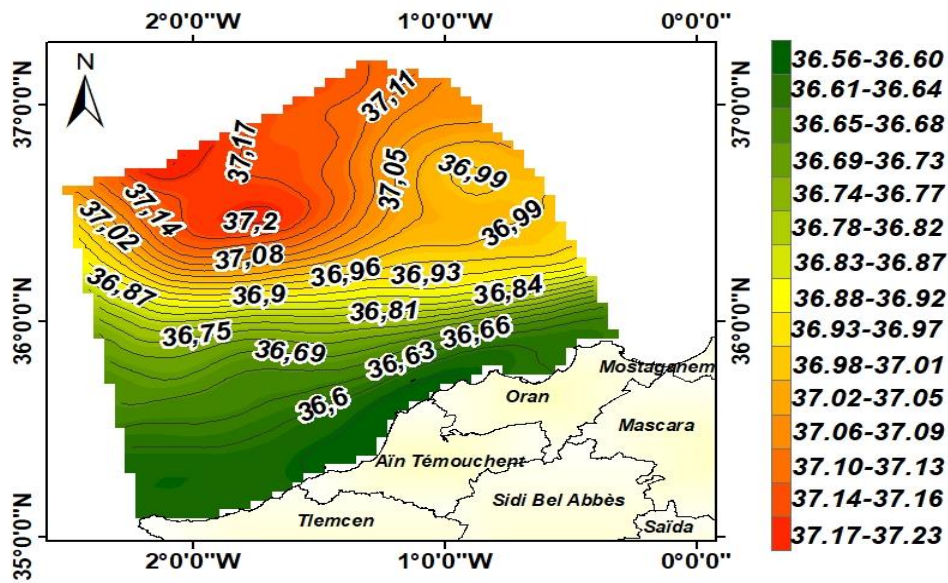 2°0'0"W 1°0'0"W 0°0'0"
N
37°0'0"N
37°0'0"N
36°0'0"N
36°0'0"N
35°0'0"N
37,11
37,17
37,05
36,99
37,14
37,2
36,99
37,02
37,08
36,96
36,93
36,87
36,9
36,84
36,81
36,75
36,66
36,69
36,63
36,6
Mostaganem
Oran
Mascara
Aïn Témouchent
Sidi Bel Abbès
Tlemcen
Saïda
2°0'0"W 1°0'0"W 0°0'0"
36.56-36.60
36.61-36.64
36.65-36.68
36.69-36.73
36.74-36.77
36.78-36.82
36.83-36.87
36.88-36.92
36.93-36.97
36.98-37.01
37.02-37.05
37.06-37.09
37.10-37.13
37.14-37.16
37.17-37.23